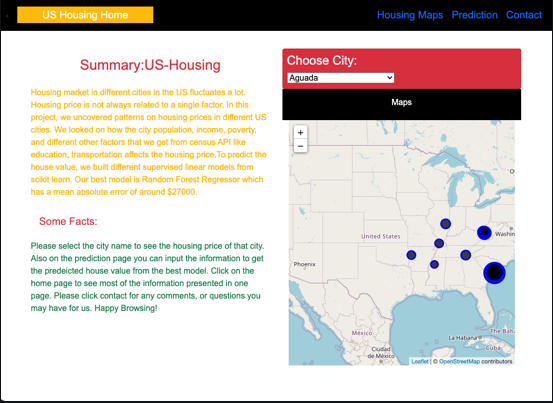 US Housing Home
Housing Maps Prediction Contact
Summary:US-Housing
Housing market in different cities in the US fluctuates a lot.
Housing price is not always related to a single factor. In this
project, we uncovered patterns on housing prices in different US
cities. We looked on how the city population, income, poverty,
and different other factors that we get from census API like
education, transportation affects the housing price.To predict the
house value, we built different supervised linear models from
scikit learn. Our best model is Random Forest Regressor which
has a mean absolute error of around $27000.
Some Facts:
Please select the city name to see the housing price of that city.
Also on the prediction page you can input the information to get
the predeicted house value from the best model. Click on the
home page to see most of the information presented in one
page. Please click contact for any comments, or questions you
may have for us. Happy Browsing!
Choose City:
Aguada
Maps
+
−
United States
Washin
Phoenix
México
Ciudad
de México
La Habana
Cuba
The Bah
Leaflet | © OpenStreetMap contributors